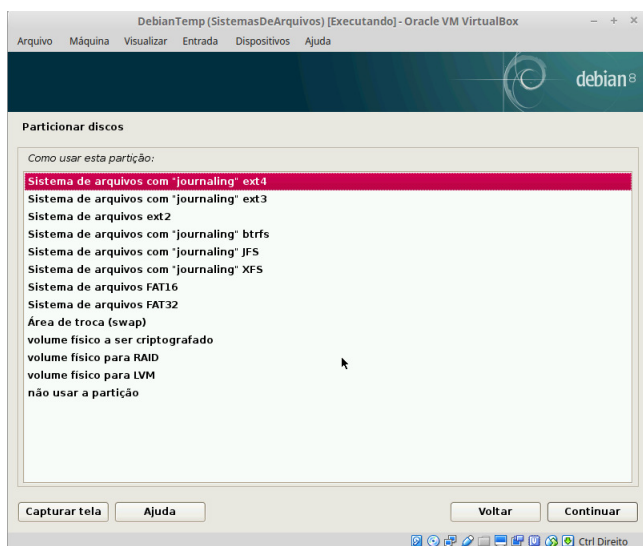 DebianTemp (SistemasDeArquivos) [Executando] - Oracle VM VirtualBox
Arquivo Máquina Visualizar Entrada Dispositivos Ajuda
debian 8
Particionar discos
Como usar esta partição:
Sistema de arquivos com "journaling" ext4
Sistema de arquivos com "journaling" ext3
Sistema de arquivos ext2
Sistema de arquivos com "journaling" btrfs
Sistema de arquivos com "journaling" JFS
Sistema de arquivos com "journaling" XFS
Sistema de arquivos FAT16
Sistema de arquivos FAT32
Área de troca (swap)
volume físico a ser criptografado
volume físico para RAID
volume físico para LVM
não usar a partição
Capturar tela Ajuda Voltar Continuar
Ctrl Direito